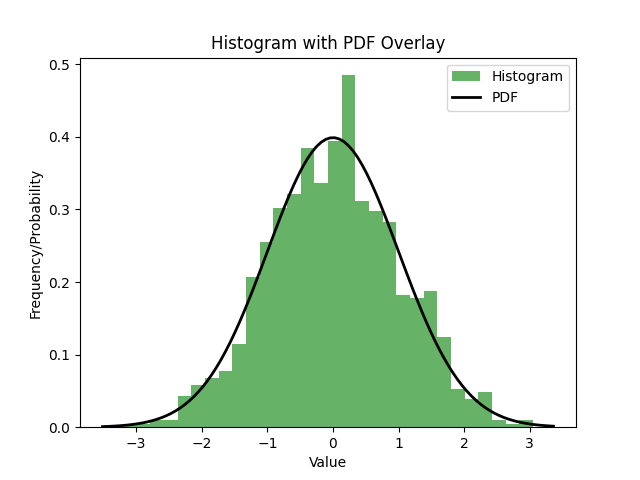 Histogram with PDF Overlay
Histogram
PDF
Frequency/Probability
0.5
0.4
0.3
0.2
0.1
0.0
−3 −2 −1 0 1 2 3
Value